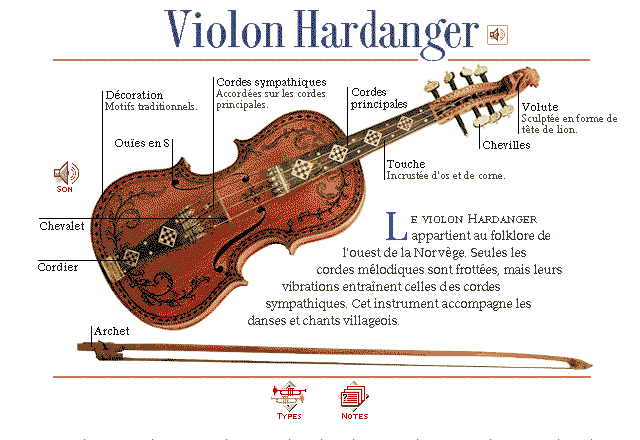 Violon Hardanger
Cordes sympathiques
Accordées sur les cordes
principales.
Cordes
principales
Décoration
Motifs traditionnels.
Volute
Sculptée en forme de
tête de lion.
Ouïes en S
Chevilles
Touche
Incrustée d'os et de corne.
SON
Chevalet
Cordier
LE VIOLON HARDANGER
appartient au folklore de
l'ouest de la Norvège. Seules les
cordes mélodiques sont frottées, mais leurs
vibrations entraînent celles des cordes
sympathiques. Cet instrument accompagne les
danses et chants villageois.
Archet
TYPES
NOTES